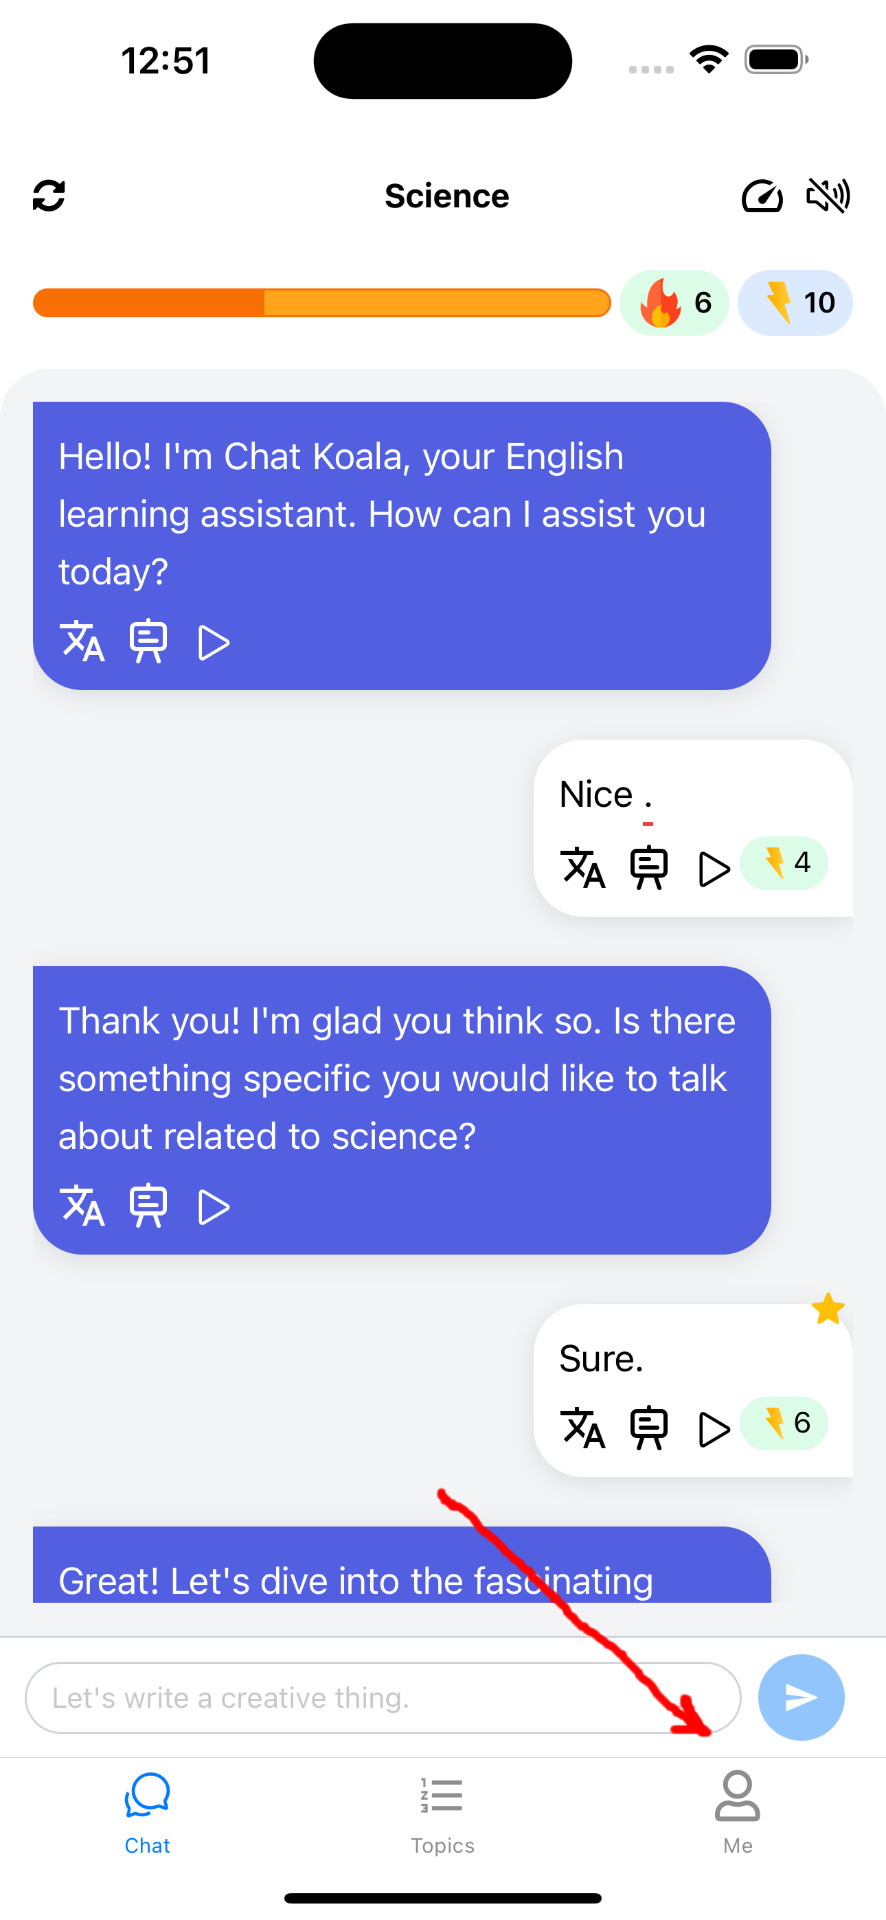 12:51
Science
6
10
Hello! I'm Chat Koala, your English
learning assistant. How can I assist you
today?
Nice .
4
Thank you! I'm glad you think so. Is there
something specific you would like to talk
about related to science?
Sure.
6
Great! Let's dive into the fascinating
Let's write a creative thing.
Chat
Topics
Me